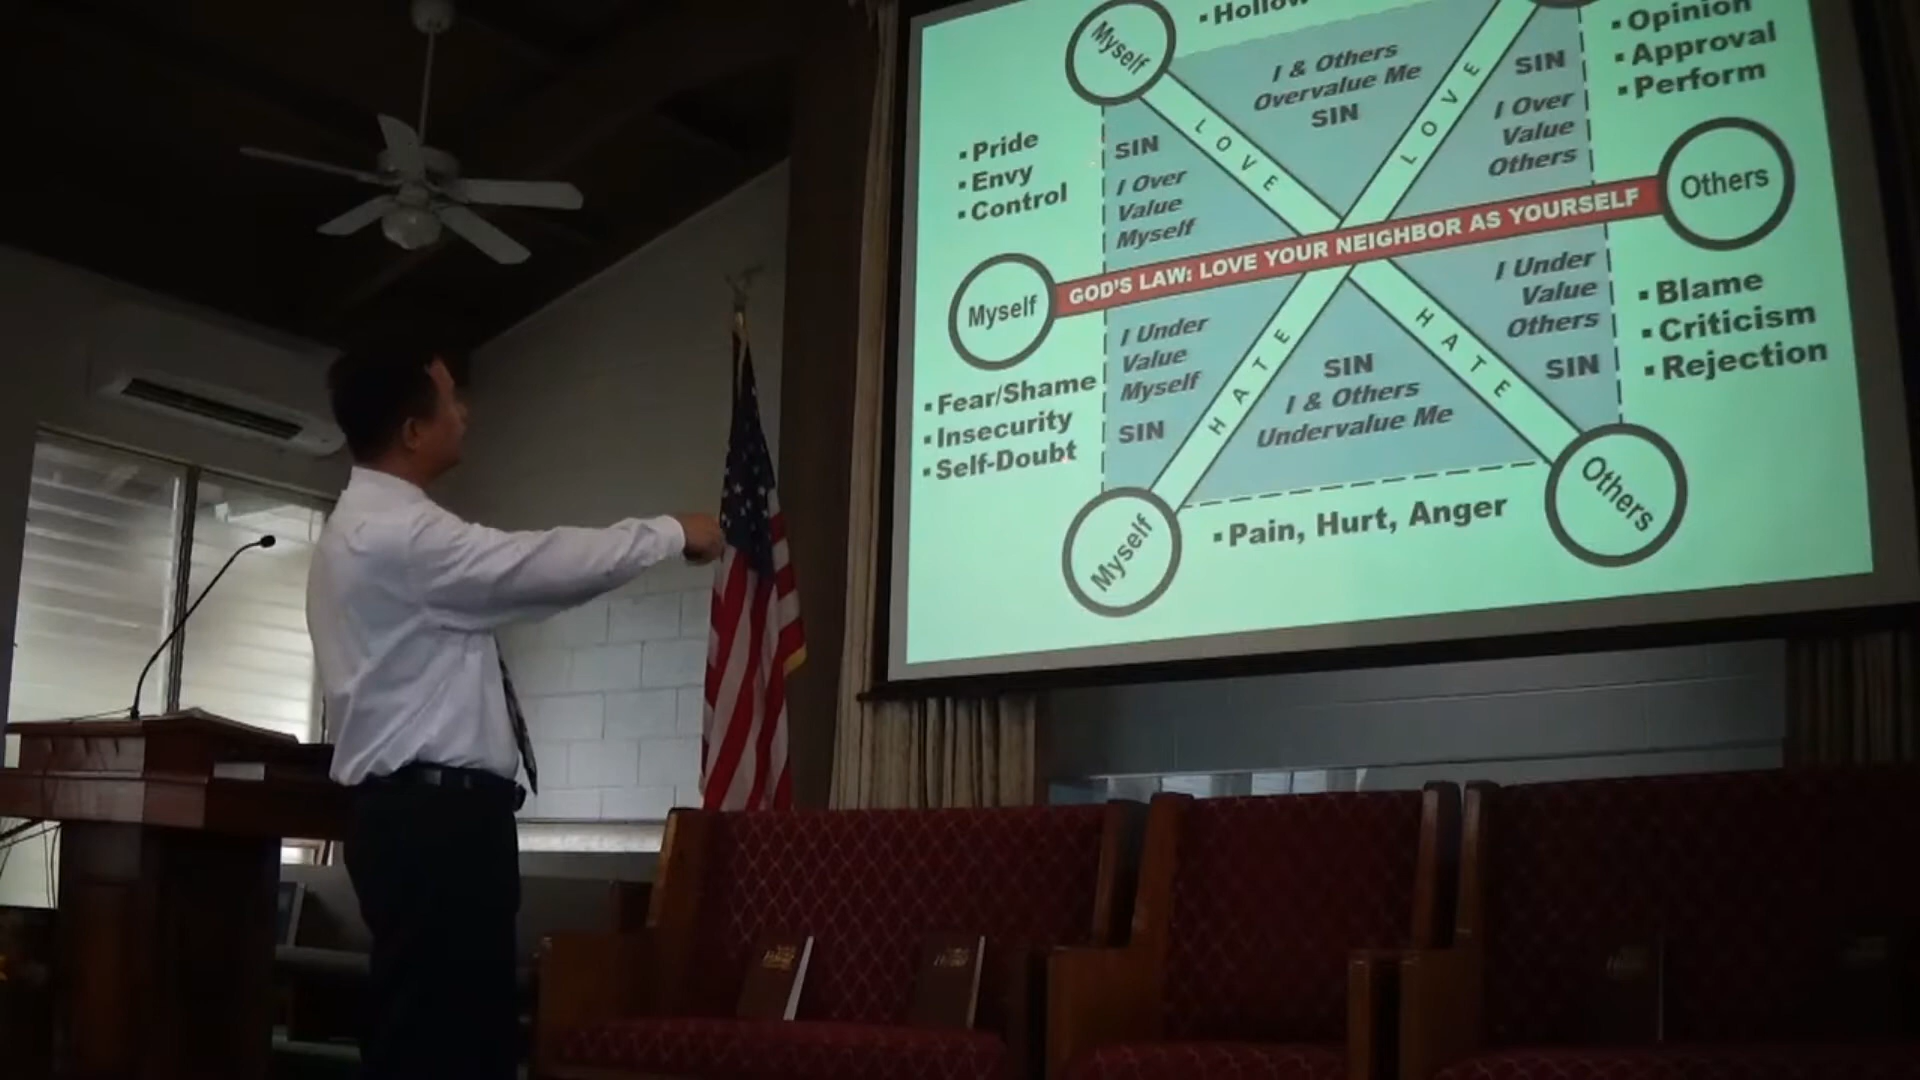 ▪ Hollow
▪ Opinion
▪ Approval
▪ Perform
Myself
I & Others
Overvalue Me
SIN
LOVE
LOVE
SIN
I Over
Value
Others
▪ Pride
▪ Envy
▪ Control
SIN
I Over
Value
Myself
Others
GOD'S LAW: LOVE YOUR NEIGHBOR AS YOURSELF
Myself
I Under
Value
Others
SIN
▪ Blame
▪ Criticism
▪ Rejection
I Under
Value
Myself
SIN
▪ Fear/Shame
▪ Insecurity
▪ Self-Doubt
HATE
HATE
SIN
I & Others
Undervalue Me
Others
Myself
▪ Pain, Hurt, Anger